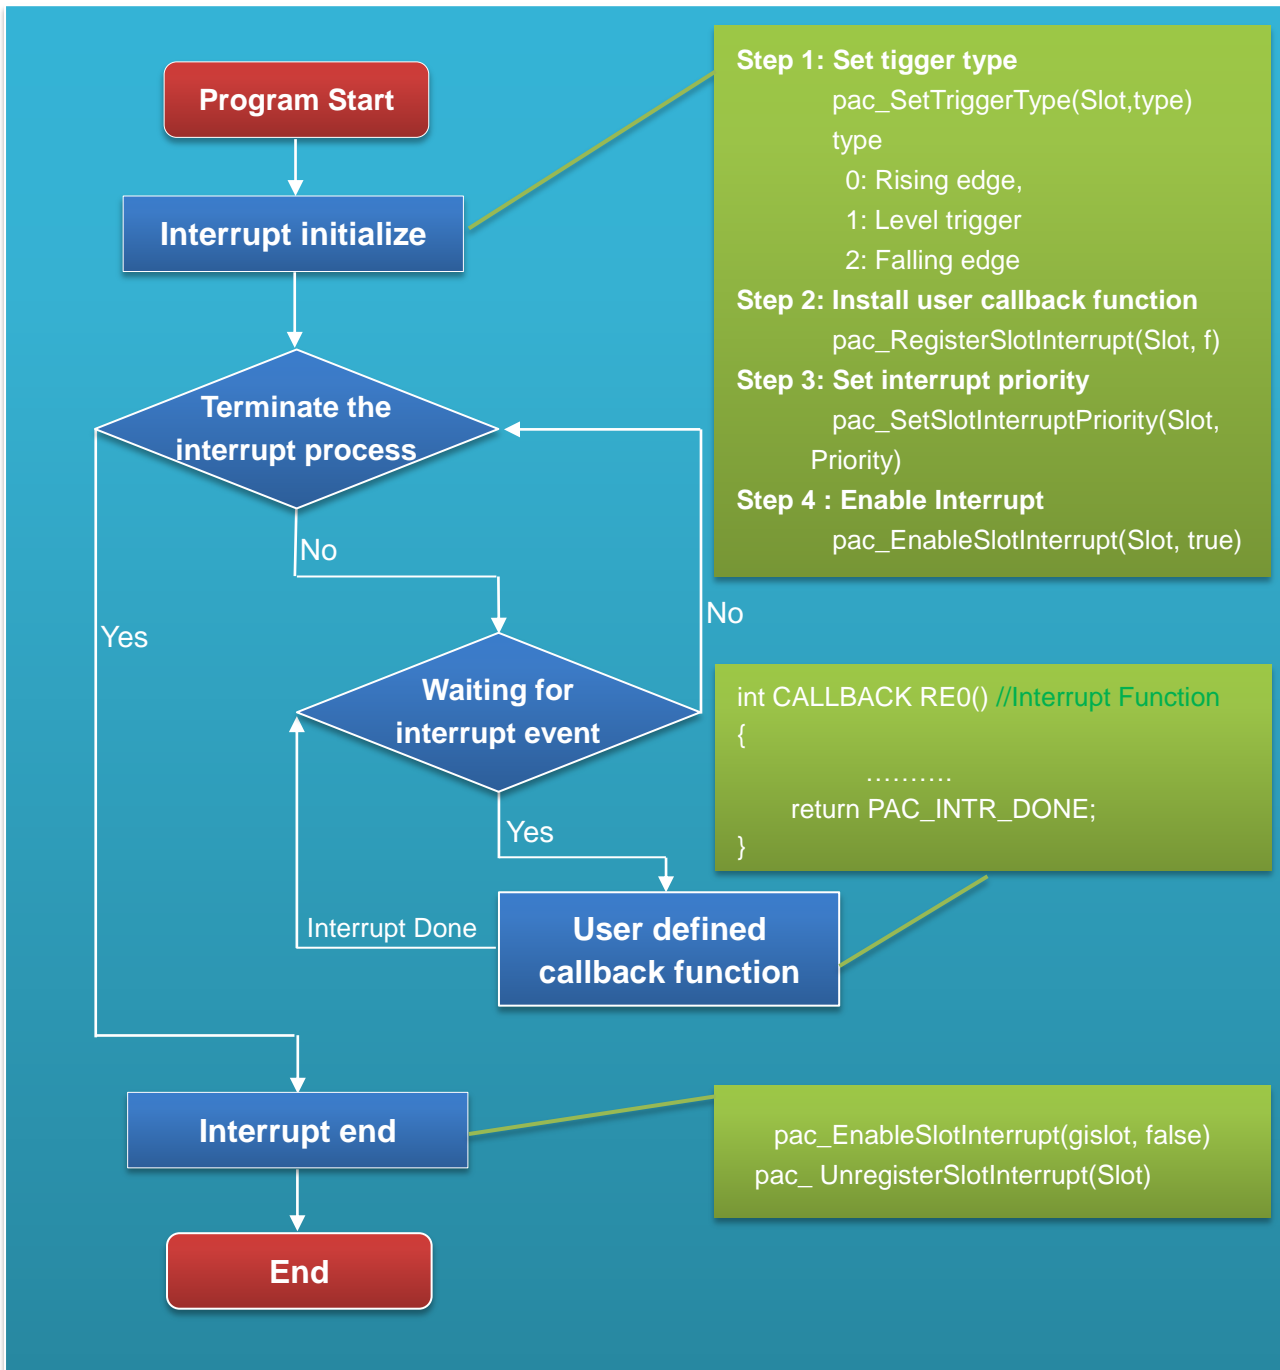 Program Start
Interrupt initialize
Terminate the
interrupt process
No
Yes
Waiting for
interrupt event
No
Yes
Interrupt Done
User defined
callback function
Interrupt end
End
Step 1: Set tigger type
pac_SetTriggerType(Slot,type)
type
0: Rising edge,
1: Level trigger
2: Falling edge
Step 2: Install user callback function
pac_RegisterSlotInterrupt(Slot, f)
Step 3: Set interrupt priority
pac_SetSlotInterruptPriority(Slot,
Priority)
Step 4 : Enable Interrupt
pac_EnableSlotInterrupt(Slot, true)
int CALLBACK RE0() //Interrupt Function
{
..........
return PAC_INTR_DONE;
}
pac_EnableSlotInterrupt(gislot, false)
pac_ UnregisterSlotInterrupt(Slot)